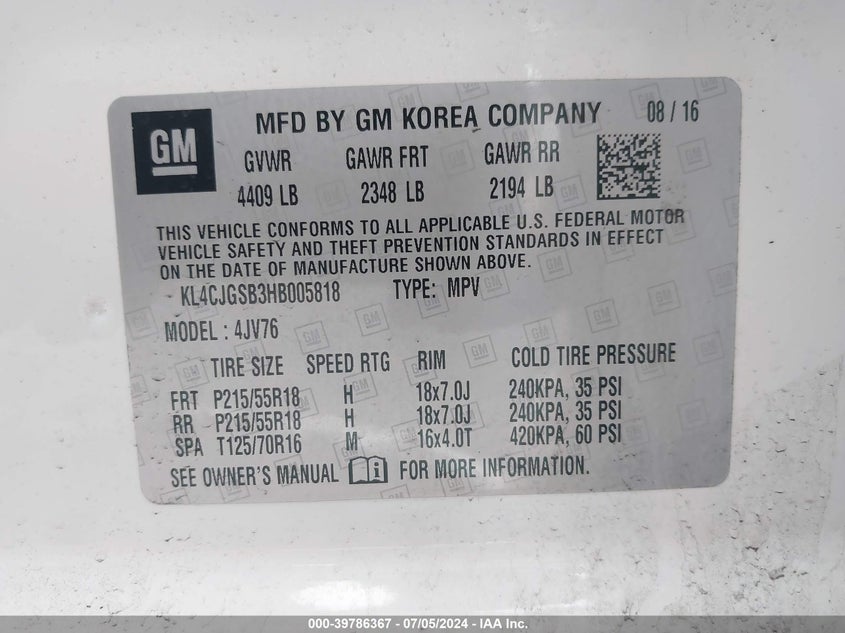 GM
MFD BY GM KOREA COMPANY 08 / 16
GVWR GAWR FRT GAWR RR
4409 LB 2348 LB 2194 LB
THIS VEHICLE CONFORMS TO ALL APPLICABLE U.S. FEDERAL MOTOR
VEHICLE SAFETY AND THEFT PREVENTION STANDARDS IN EFFECT
ON THE DATE OF MANUFACTURE SHOWN ABOVE.
KL4CJGSB3HB005818 TYPE: MPV
MODEL : 4JV76
TIRE SIZE SPEED RTG RIM COLD TIRE PRESSURE
FRT P215/55R18 H 18x7.0J 240KPA, 35 PSI
RR P215/55R18 H 18x7.0J 240KPA, 35 PSI
SPA T125/70R16 M 16x4.0T 420KPA, 60 PSI
SEE OWNER'S MANUAL FOR MORE INFORMATION.
000-39786367 - 07/05/2024 - IAA Inc.